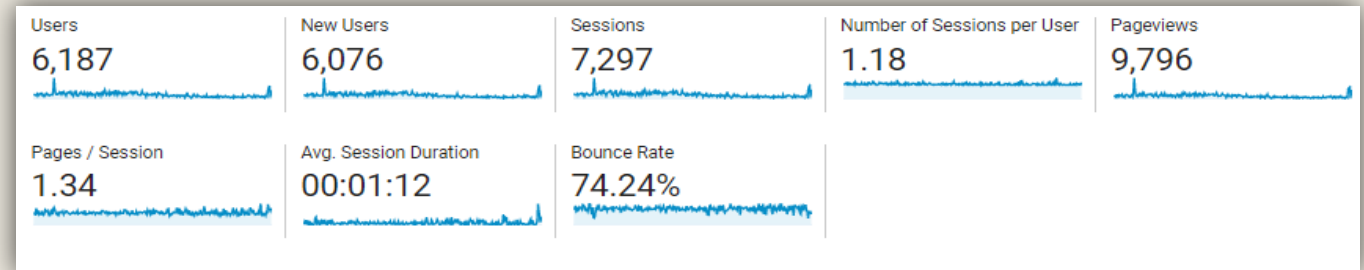 Users
6,187
New Users
6,076
Sessions
7,297
Number of Sessions per User
1.18
Pageviews
9,796
Pages / Session
1.34
Avg. Session Duration
00:01:12
Bounce Rate
74.24%